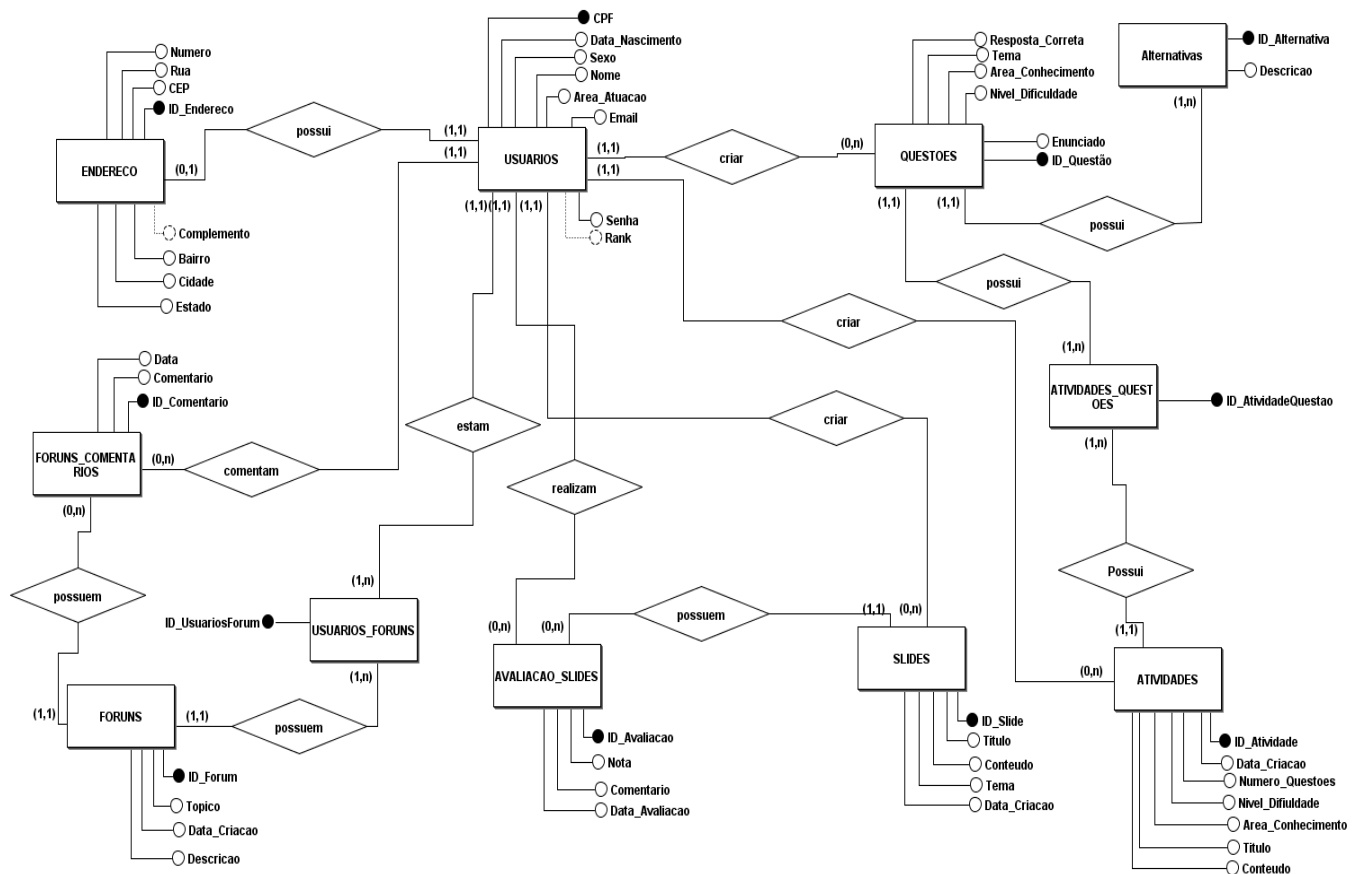 CPF
Data_Nascimento
Sexo
Nome
Area_Atuacao
Email
Numero
Rua
CEP
ID_Endereco
possui
(1,1)
(0,1)
(1,1)
ENDERECO
USUARIOS
(1,1)
(1,1)
criar
(0,n)
Resposta_Correta
Tema
Area_Conhecimento
Nivel_Dificuldade
QUESTOES
Enunciado
ID_Questão
Alternativas
ID_Alternativa
Descricao
(1,n)
(1,1)
(1,1)
possui
Complemento
Bairro
Cidade
Estado
(1,1)
(1,1)
(1,1)
Senha
Rank
possui
criar
(1,n)
ATIVIDADES_QUEST
OES
ID_AtividadeQuestao
(1,n)
Data
Comentario
ID_Comentario
FORUNS_COMENTA
RIOS
(0,n)
comentam
estam
criar
realizam
(0,n)
possuem
(1,n)
ID_UsuariosForum
USUARIOS_FORUNS
(1,n)
(0,n)
(0,n)
possuem
(1,1)
(0,n)
Possui
(1,1)
(0,n)
AVALIACAO_SLIDES
SLIDES
ATIVIDADES
(1,1)
FORUNS
(1,1)
possuem
ID_Forum
Topico
Data_Criacao
Descricao
ID_Avaliacao
Nota
Comentario
Data_Avaliacao
ID_Slide
Titulo
Conteudo
Tema
Data_Criacao
ID_Atividade
Data_Criacao
Numero_Questoes
Nivel_Difiuldade
Area_Conhecimento
Titulo
Conteudo